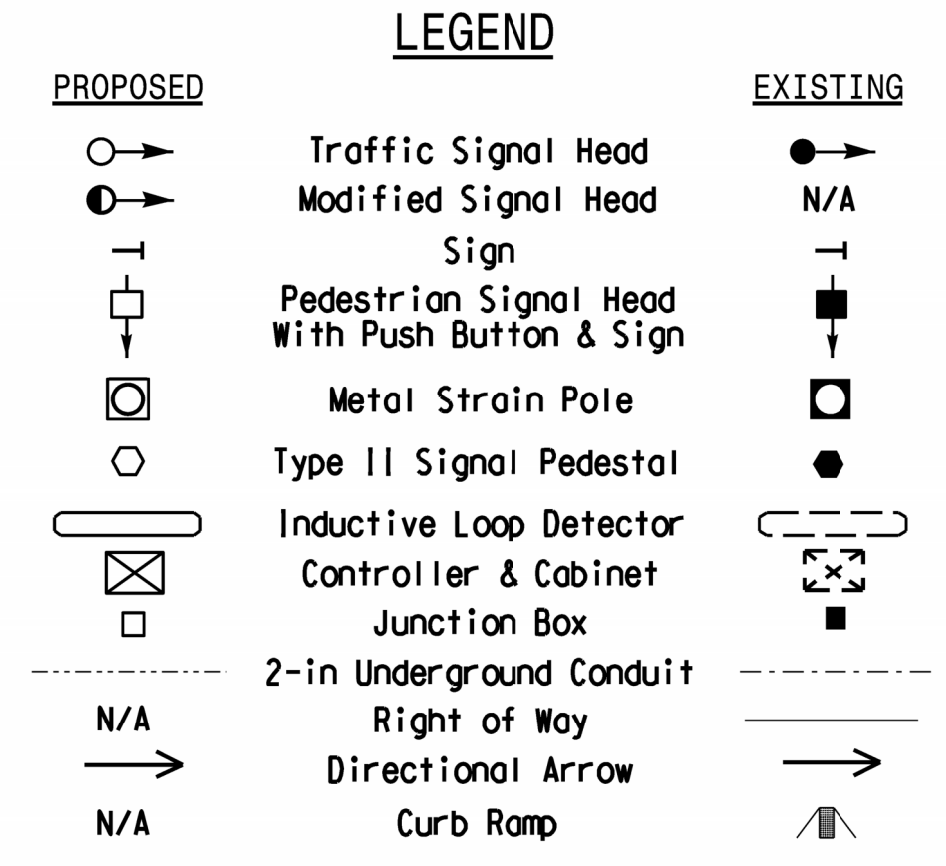 LEGEND
PROPOSED EXISTING
Traffic Signal Head
Modified Signal Head N/A
Sign
Pedestrian Signal Head
With Push Button & Sign
Metal Strain Pole
Type II Signal Pedestal
Inductive Loop Detector
Controller & Cabinet
Junction Box
2-in Underground Conduit
N/A Right of Way
Directional Arrow
N/A Curb Ramp